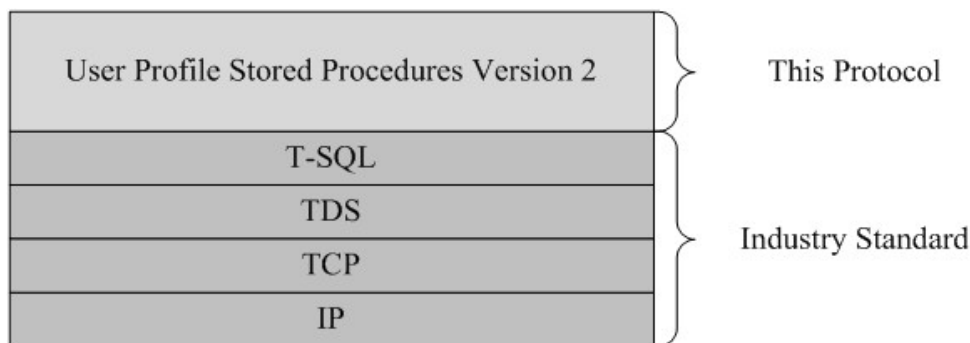 User Profile Stored Procedures Version 2
This Protocol
T-SQL
TDS
TCP
IP
Industry Standard